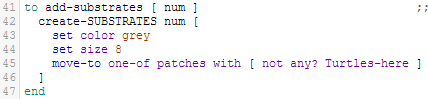 41 to add-substrates [ num ] ;;
42 create-SUBSTRATES num [
43 set color grey
44 set size 8
45 move-to one-of patches with [ not any? Turtles-here ]
46 ]
47 end